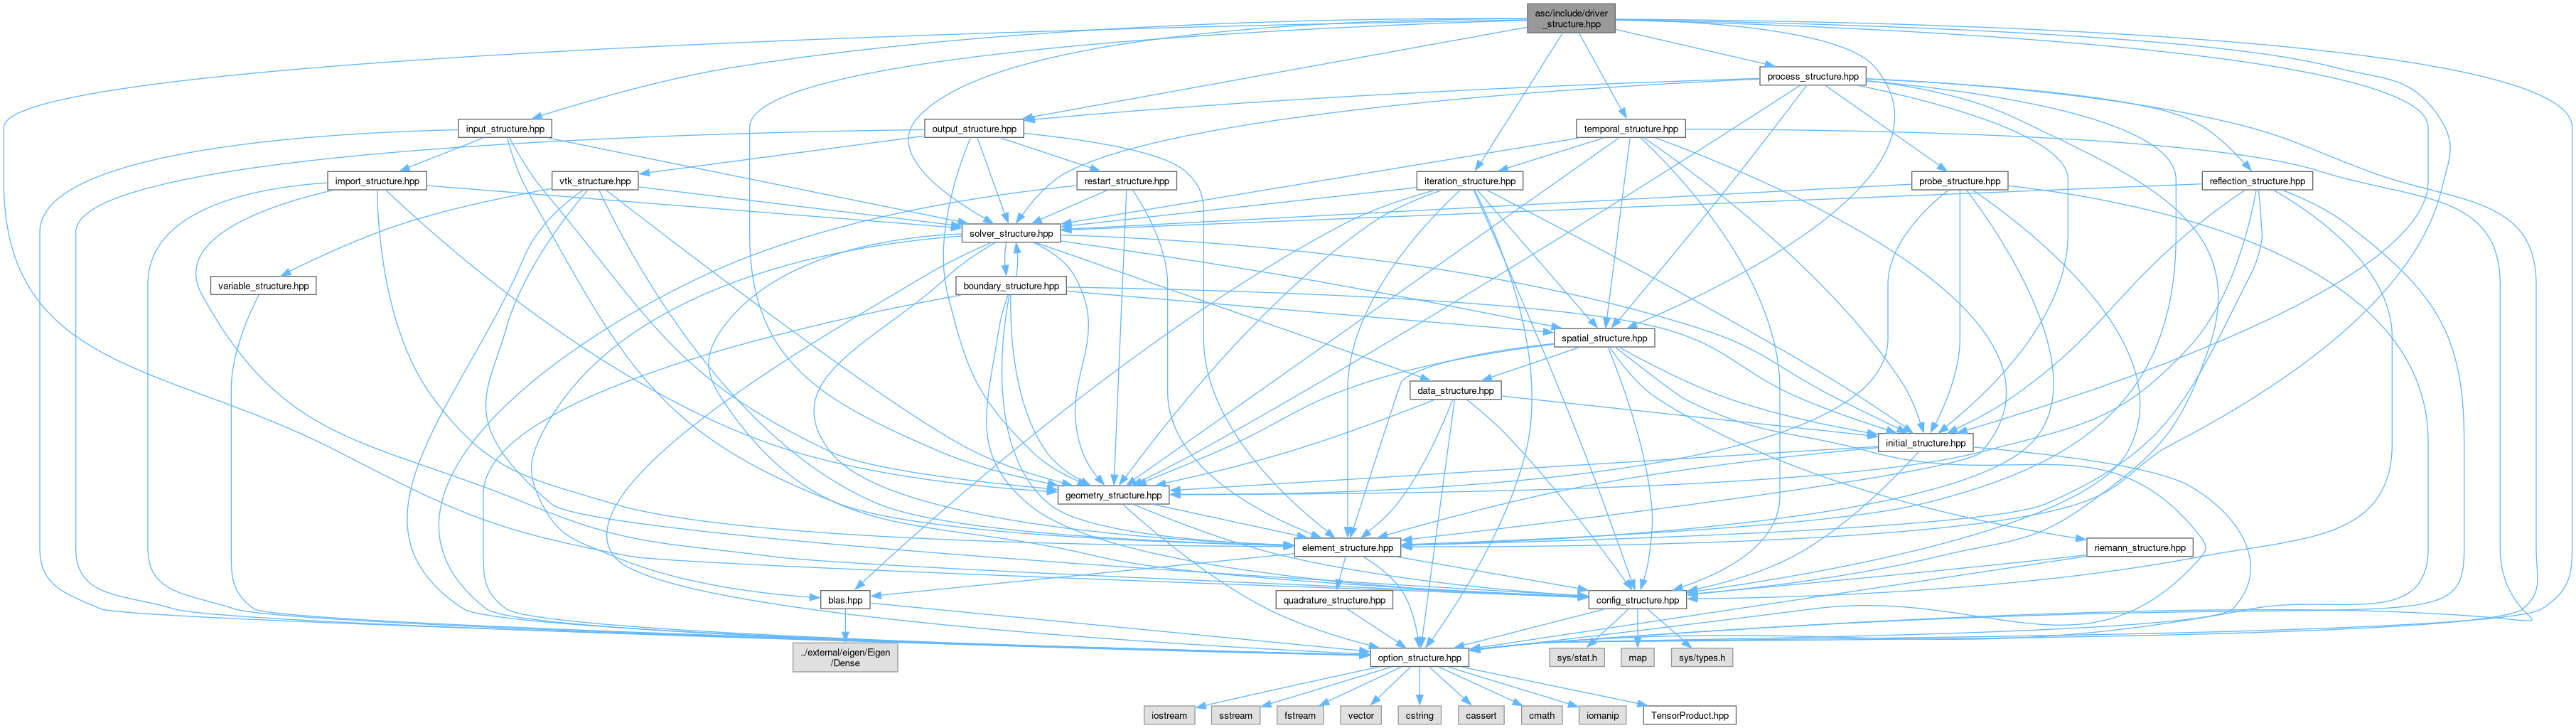 asc/include/driver
_structure.hpp
process_structure.hpp
input_structure.hpp
output_structure.hpp
temporal_structure.hpp
import_structure.hpp
vtk_structure.hpp
restart_structure.hpp
iteration_structure.hpp
probe_structure.hpp
reflection_structure.hpp
solver_structure.hpp
variable_structure.hpp
boundary_structure.hpp
spatial_structure.hpp
data_structure.hpp
initial_structure.hpp
geometry_structure.hpp
element_structure.hpp
riemann_structure.hpp
blas.hpp
quadrature_structure.hpp
config_structure.hpp
../external/eigen/Eigen
/Dense
option_structure.hpp
sys/stat.h
map
sys/types.h
iostream
sstream
fstream
vector
cstring
cassert
cmath
iomanip
TensorProduct.hpp